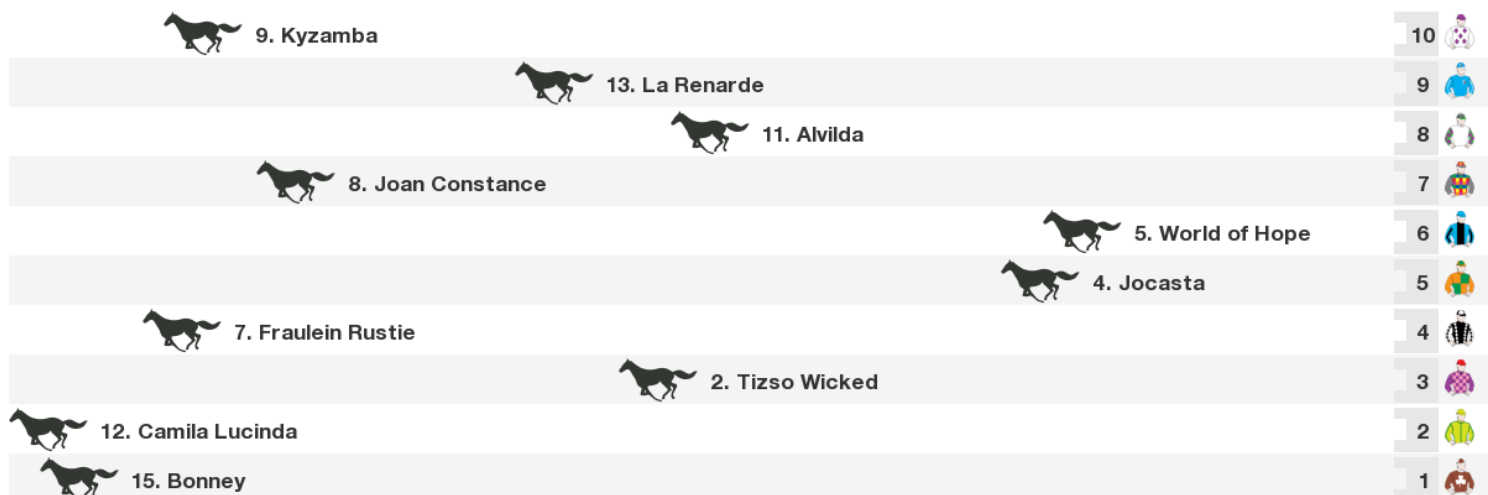 9. Kyzamba 10
13. La Renarde 9
11. Alvilda 8
8. Joan Constance 7
5. World of Hope 6
4. Jocasta 5
7. Fraulein Rustie 4
2. Tizso Wicked 3
12. Camila Lucinda 2
15. Bonney 1